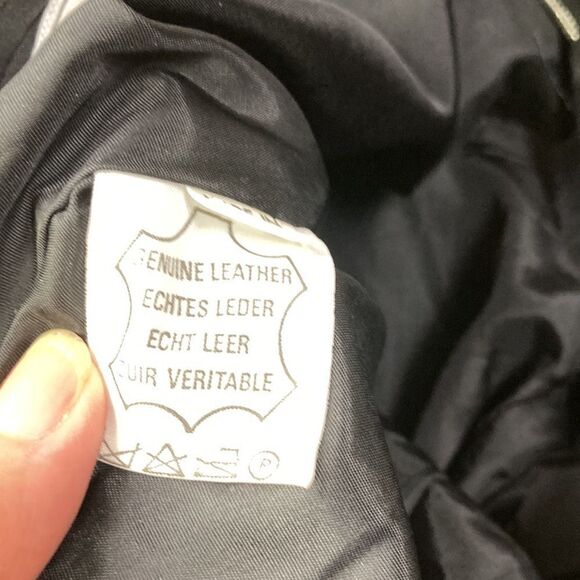 GENUINE LEATHER
ECHTES LEDER
ECHT LEER
CUIR VERITABLE
P